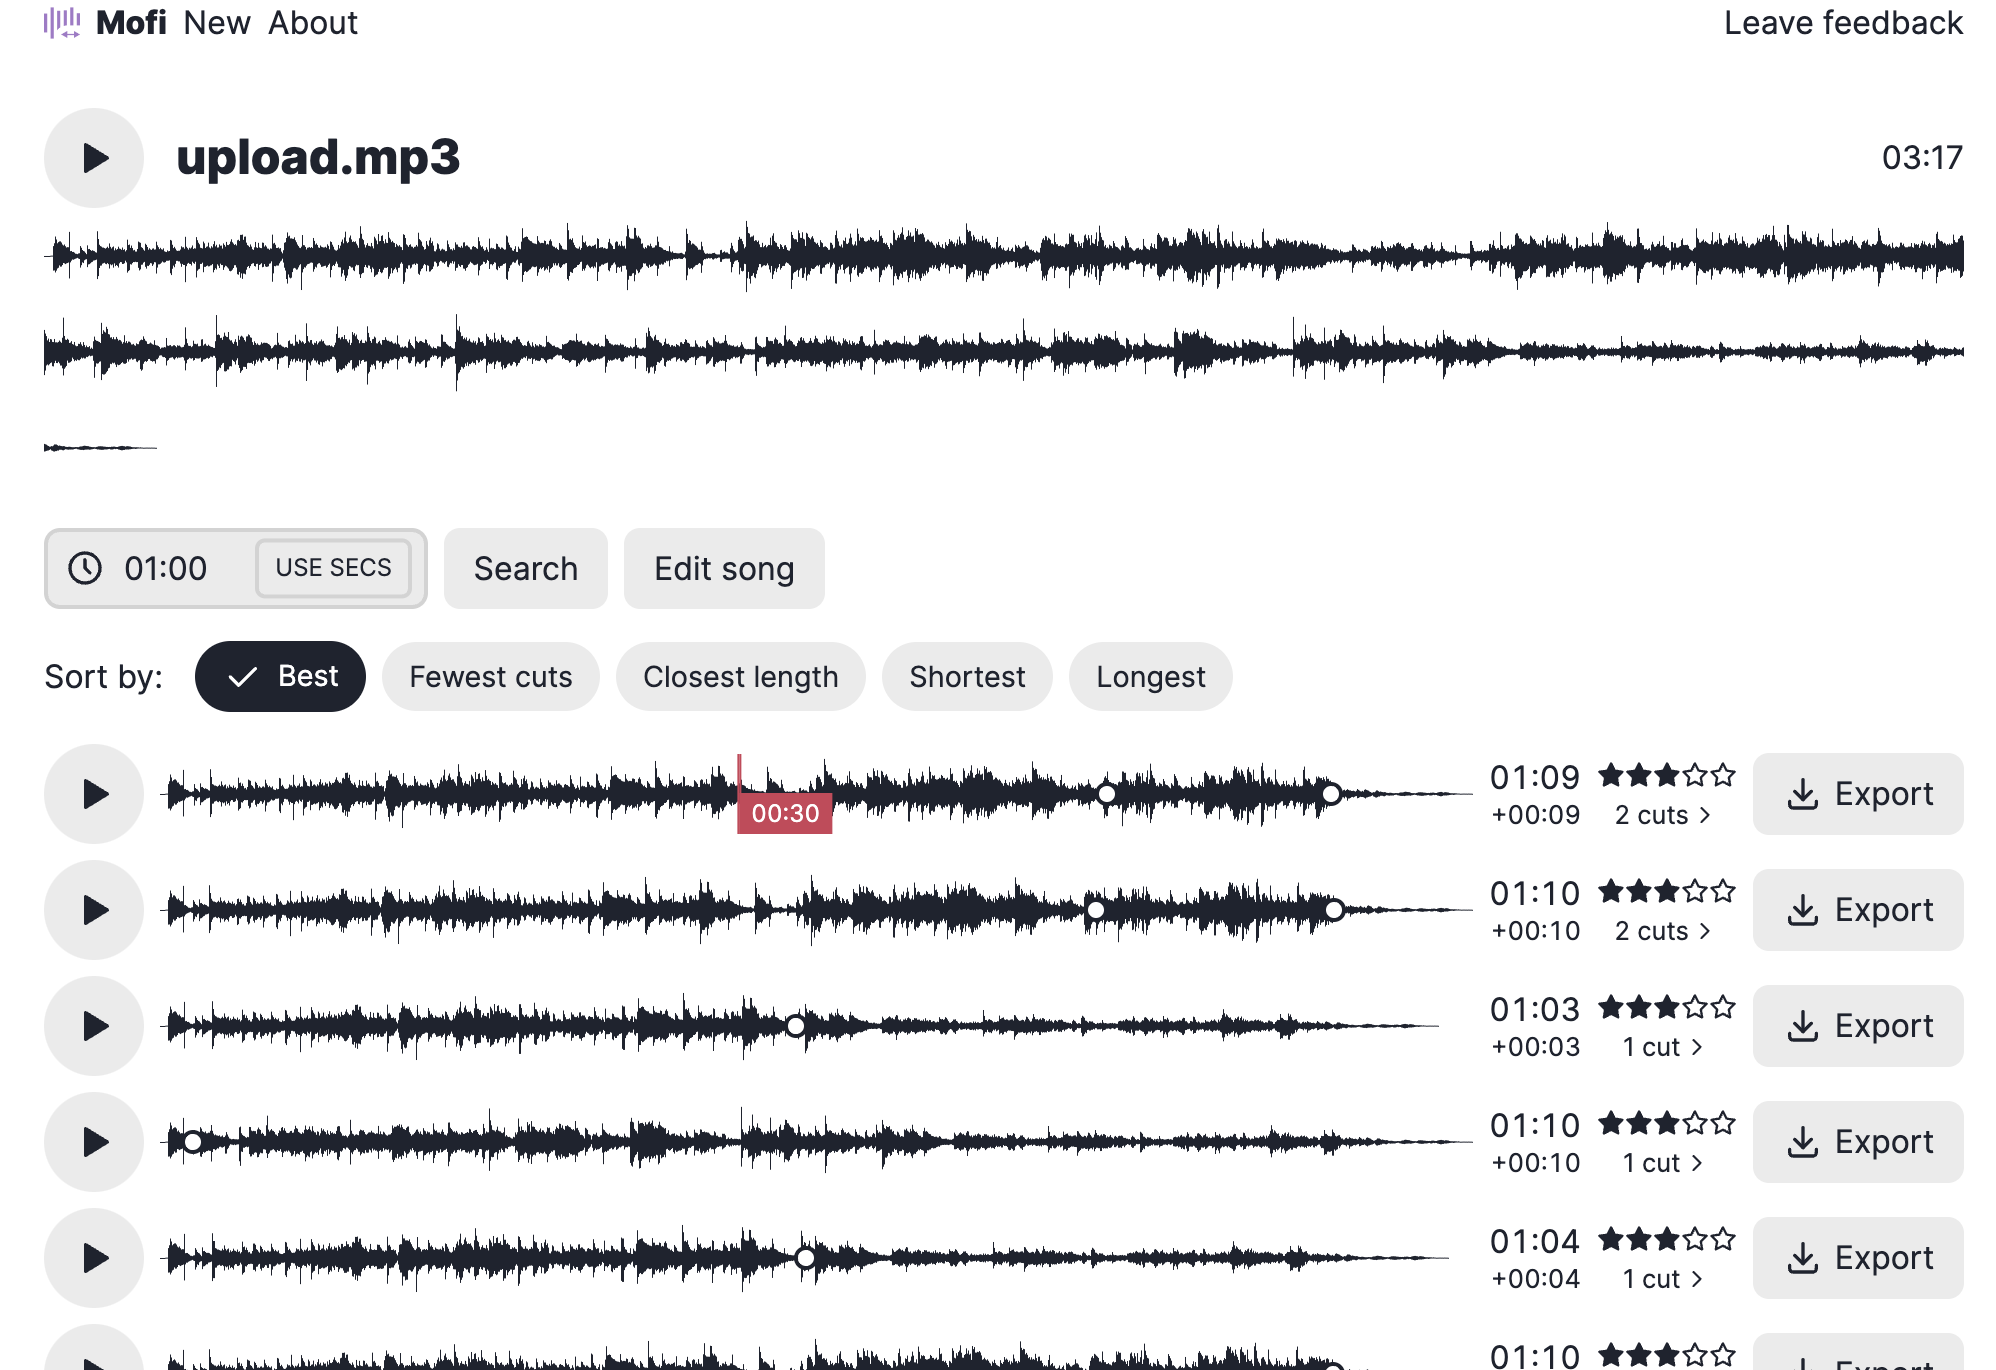 Mofi New About Leave feedback
upload.mp3 03:17
01:00 USE SECS Search Edit song
Sort by: Best Fewest cuts Closest length Shortest Longest
00:30
01:09
+00:09 2 cuts >
Export
01:10
+00:10 2 cuts >
Export
01:03
+00:03 1 cut >
Export
01:10
+00:10 1 cut >
Export
01:04
+00:04 1 cut >
Export
01:10
Export